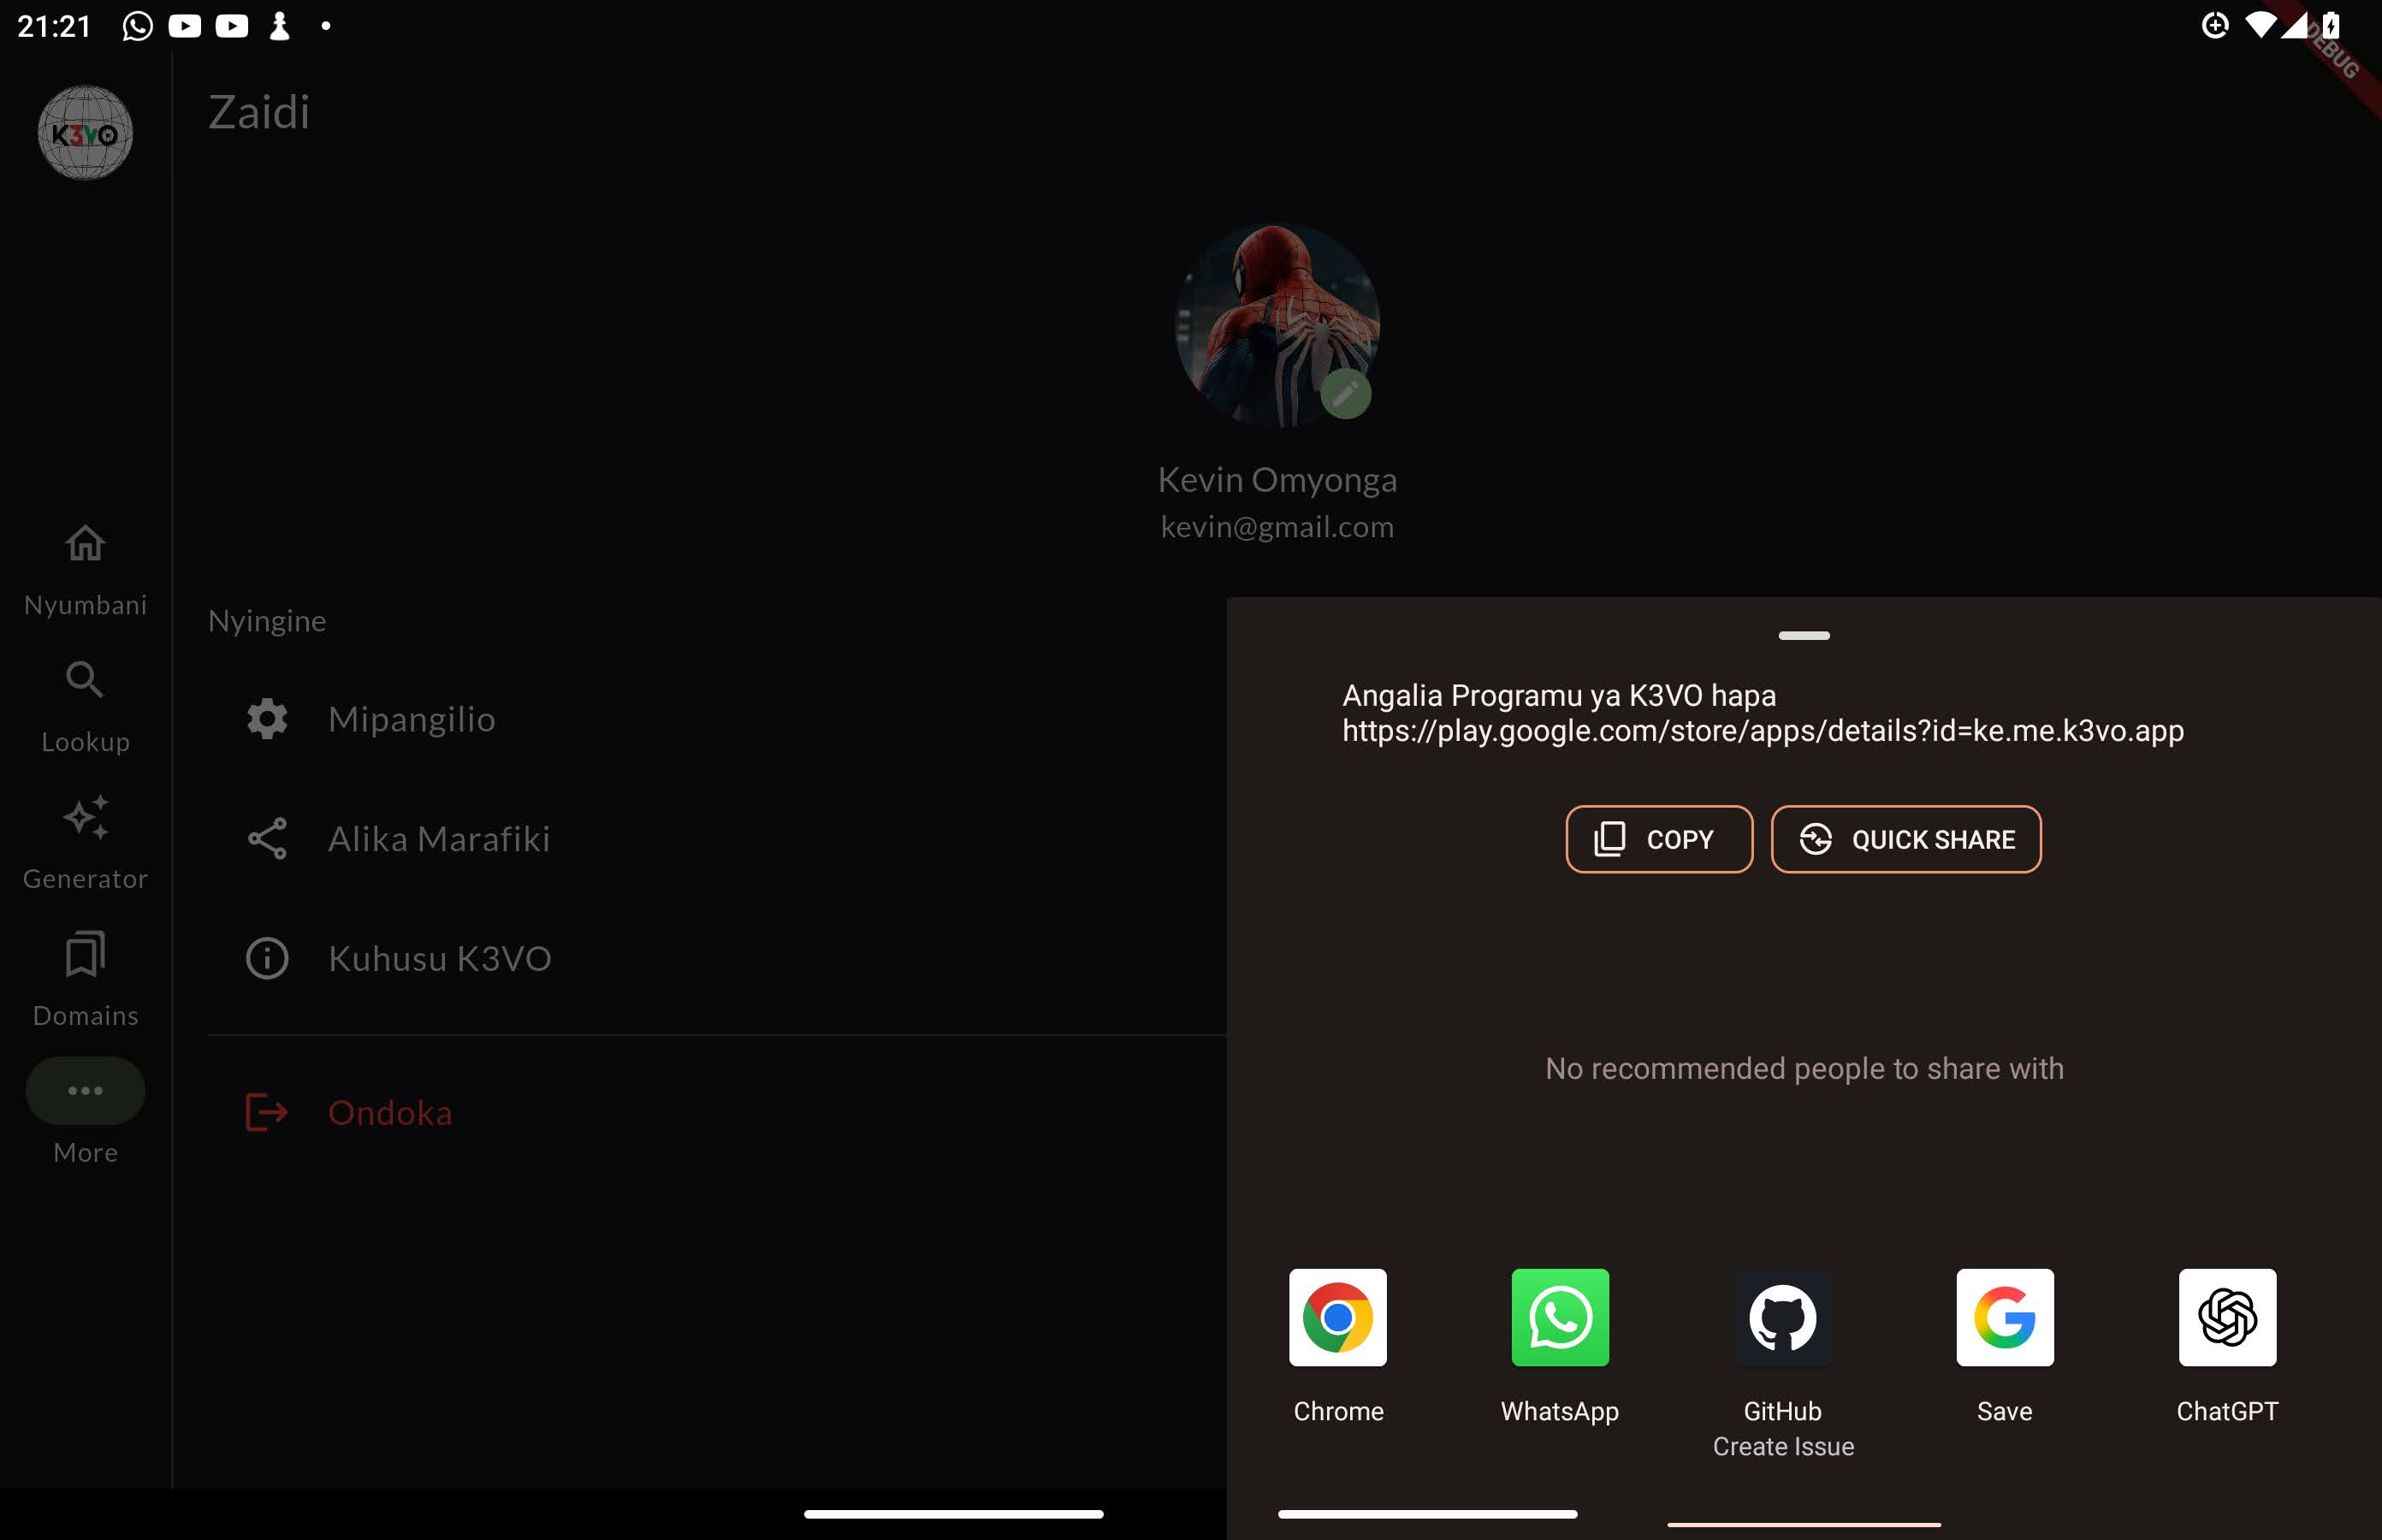 21:21
DEBUG
K3VO
Zaidi
Kevin Omyonga
kevin@gmail.com
Nyumbani
Lookup
Generator
Domains
More
Nyingine
Mipangilio
Alika Marafiki
Kuhusu K3VO
Ondoka
Angalia Programu ya K3VO hapa
https://play.google.com/store/apps/details?id=ke.me.k3vo.app
COPY
QUICK SHARE
No recommended people to share with
Chrome
WhatsApp
GitHub
Create Issue
Save
ChatGPT